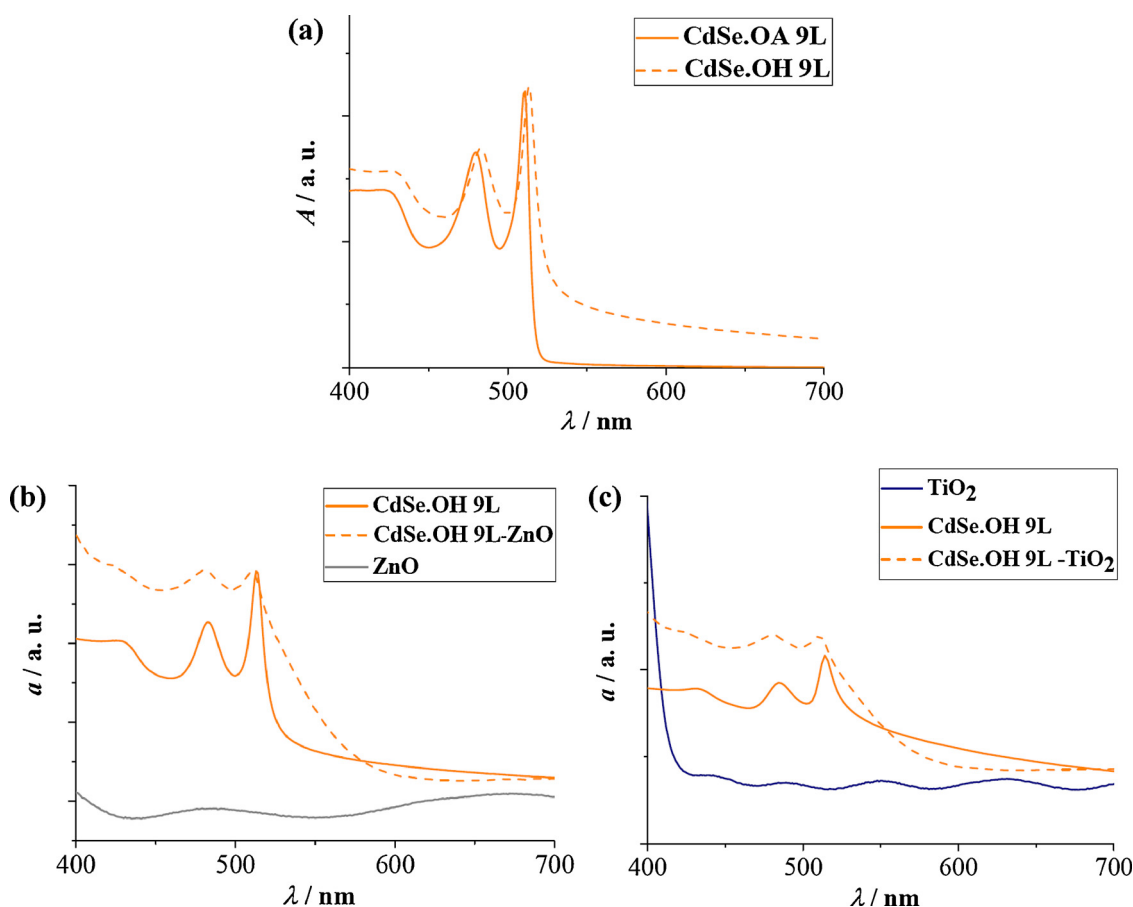 (a)
CdSe.OA 9L
CdSe.OH 9L
A / a. u.
400 500 600 700
λ / nm
(b)
CdSe.OH 9L
CdSe.OH 9L-ZnO
ZnO
a / a. u.
400 500 600 700
λ / nm
(c)
TiO₂
CdSe.OH 9L
CdSe.OH 9L -TiO₂
a / a. u.
400 500 600 700
λ / nm